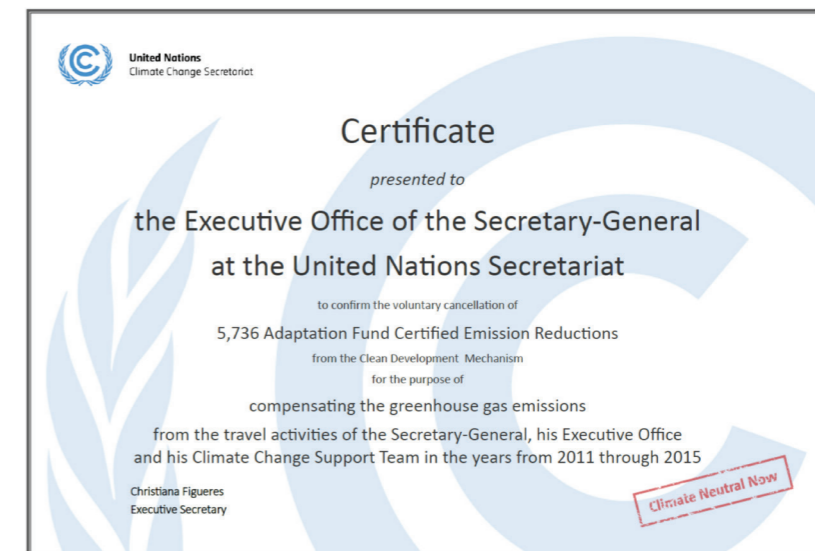 United Nations
Climate Change Secretariat
Certificate
presented to
the Executive Office of the Secretary-General
at the United Nations Secretariat
to confirm the voluntary cancellation of
5,736 Adaptation Fund Certified Emission Reductions
from the Clean Development Mechanism
for the purpose of
compensating the greenhouse gas emissions
from the travel activities of the Secretary-General, his Executive Office
and his Climate Change Support Team in the years from 2011 through 2015
Christiana Figueres
Executive Secretary
Climate Neutral Now